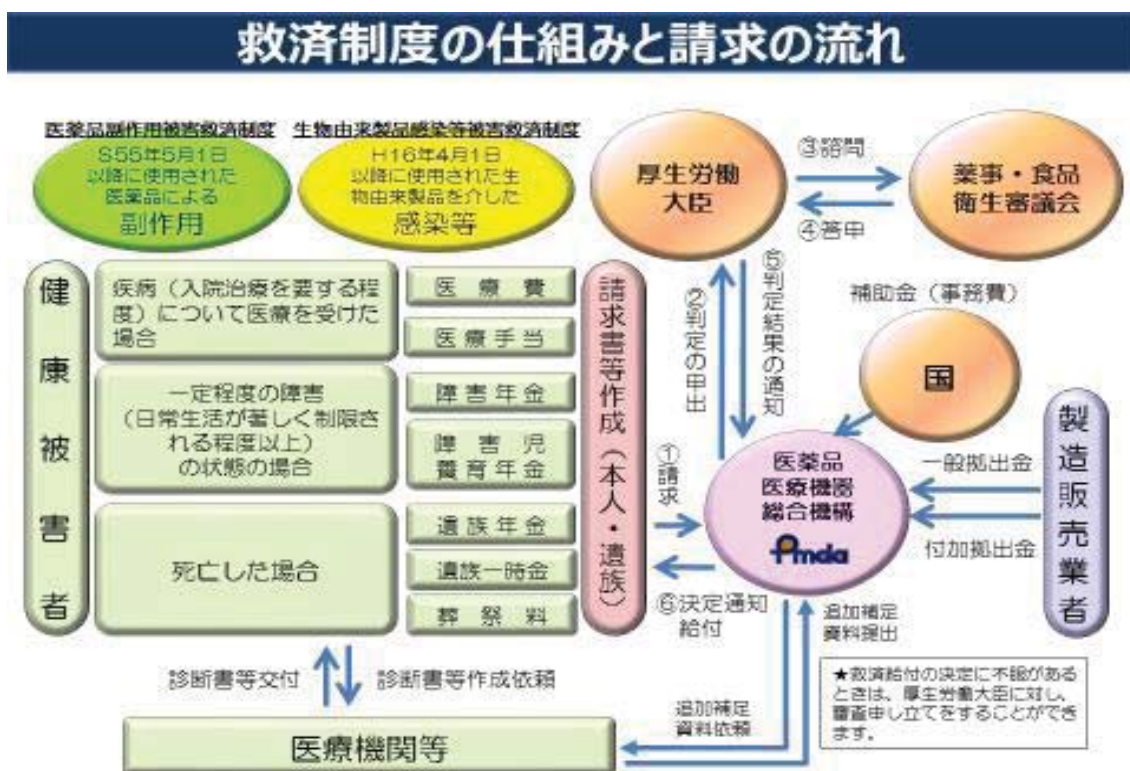 救済制度の仕組みと請求の流れ
医薬品副作用被害救済制度
S55年5月1日
以降に使用された
医薬品による
副作用
生物由来製品感染等被害救済制度
H16年4月1日
以降に使用された生
物由来製品を介した
感染等
厚生労働
大臣
③諮問
④答申
薬事・食品
衛生審議会
健康被害者
疾病（入院治療を要する程
度）について医療を受けた
場合
医療費
医療手当
一定程度の障害
（日常生活が著しく制限さ
れる程度以上）
の状態の場合
障害年金
障害児
養育年金
死亡した場合
遺族年金
遺族一時金
葬祭料
請求書等作成（本人・遺族）
①請求
⑥決定通知
給付
②判定の申出
⑤判定結果の通知
補助金（事務費）
国
医薬品
医療機器
総合機構
Pmda
一般拠出金
付加拠出金
製造販売業者
診断書等交付
診断書等作成依頼
医療機関等
追加補足
資料依頼
追加補足
資料提出
★救済給付の決定に不服がある
ときは、厚生労働大臣に対し、
審査申し立てをすることができ
ます。